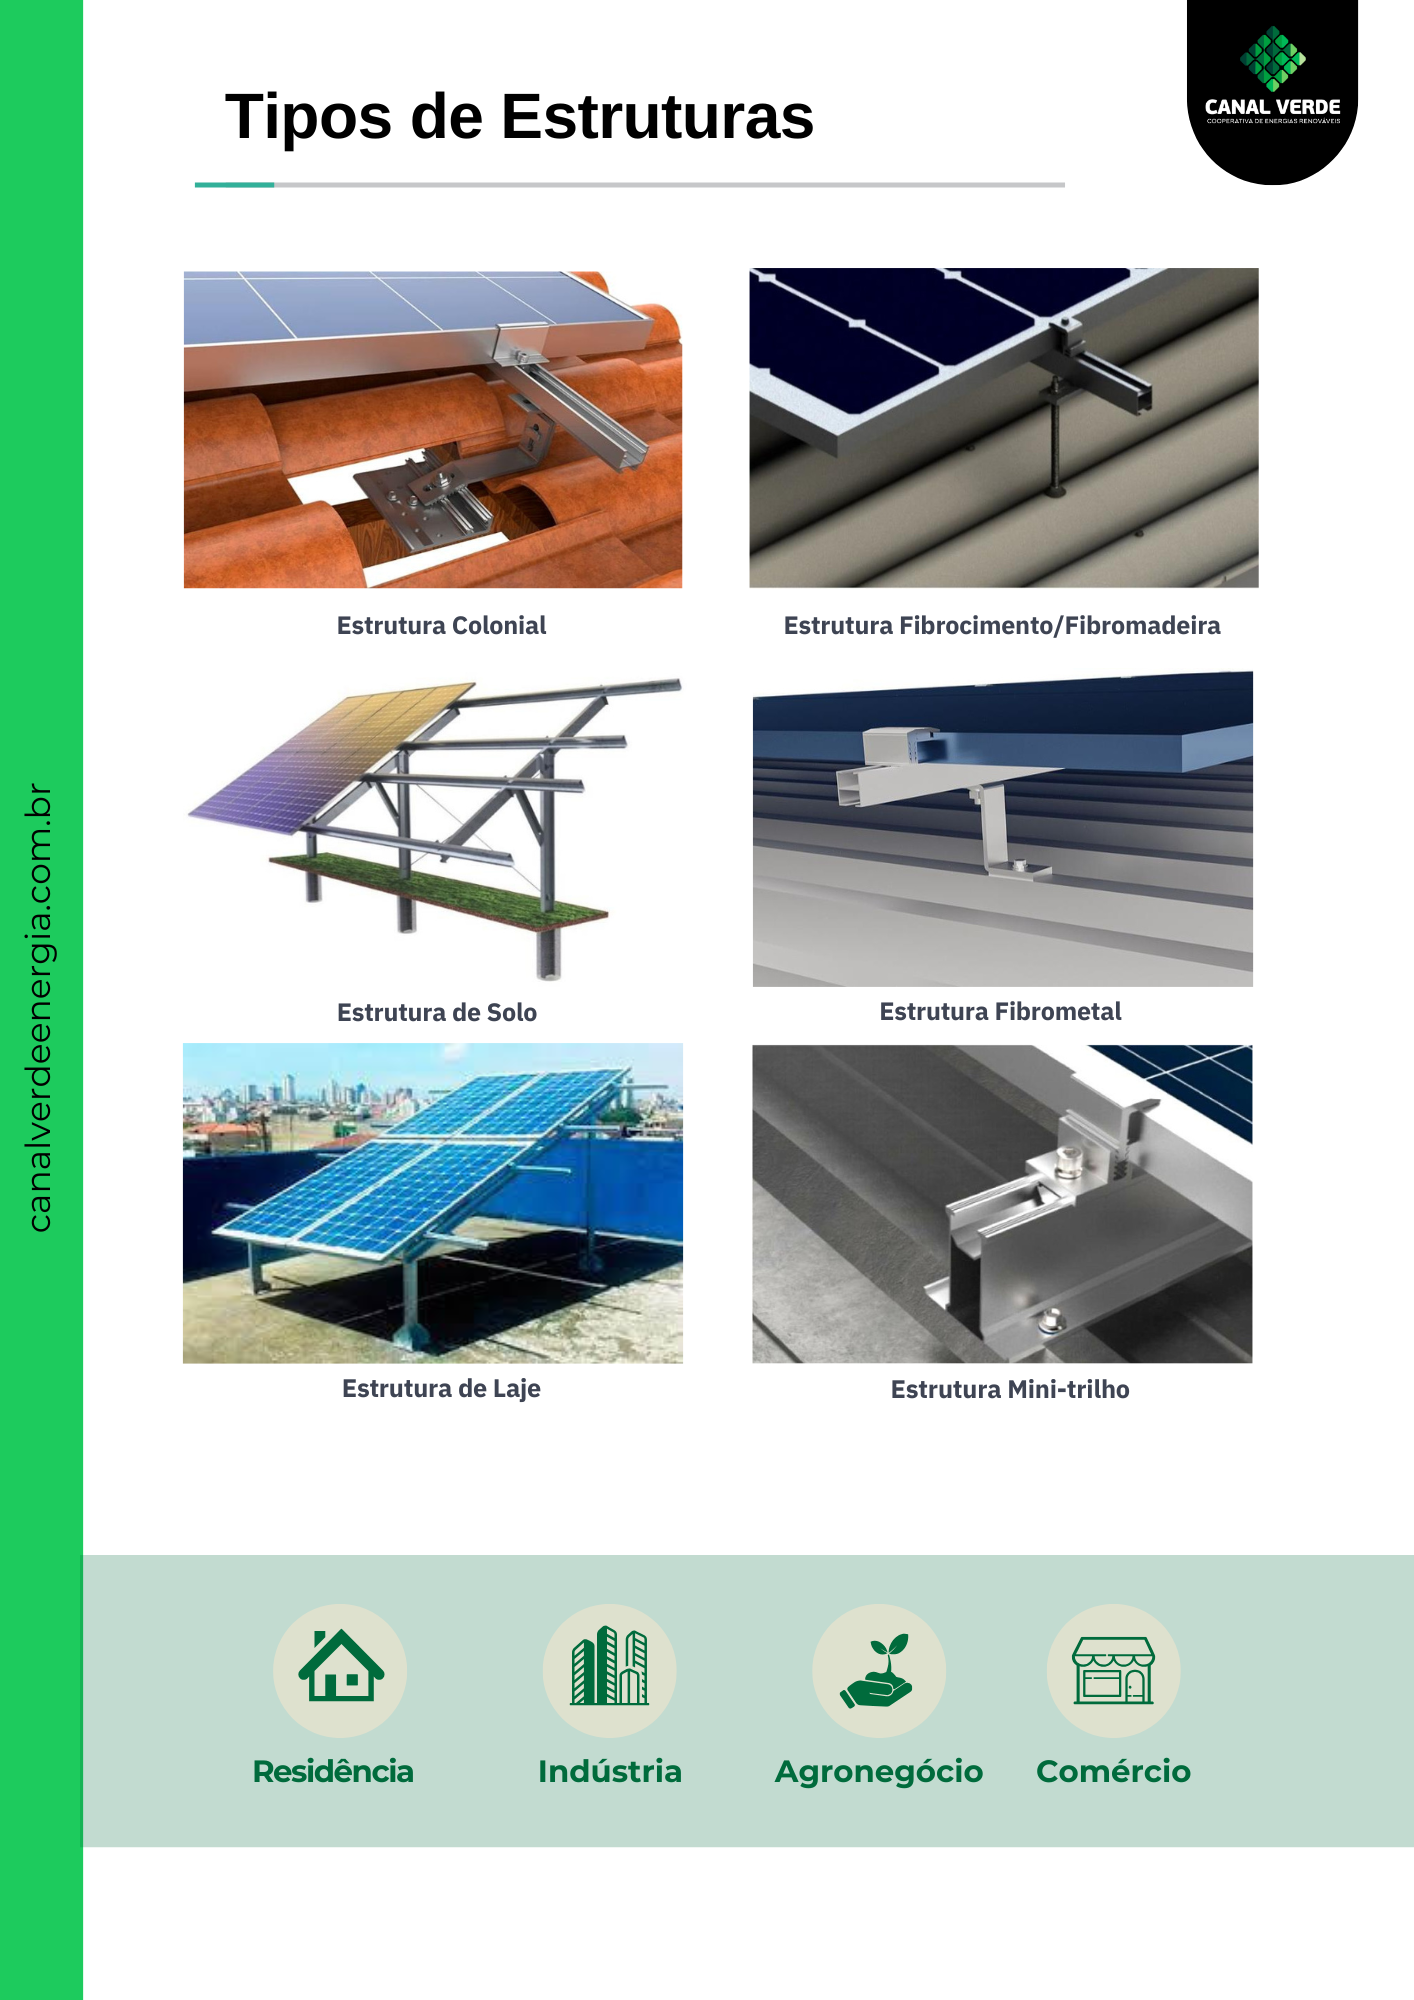 Tipos de Estruturas
CANAL VERDE
COOPERATIVA DE ENERGIAS RENOVÁVEIS
Estrutura Colonial
Estrutura Fibrocimento/Fibromadeira
Estrutura de Solo
Estrutura Fibrometal
Estrutura de Laje
Estrutura Mini-trilho
canalverdeenergia.com.br
Residência
Indústria
Agronegócio
Comércio